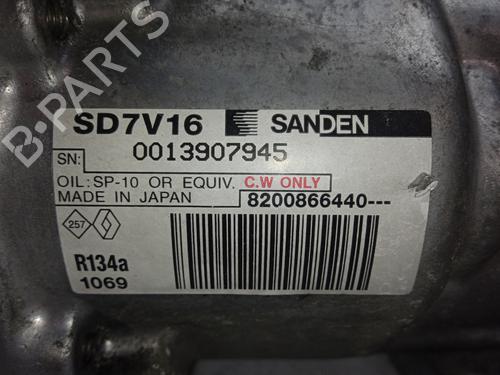 B-PARTS
SD7V16 SANDEN
SN: 0013907945
OIL: SP-10 OR EQUIV. C.W ONLY
MADE IN JAPAN 8200866440---
257
R134a
1069